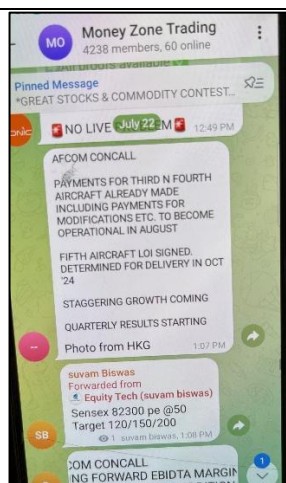 MO
Money Zone Trading
4238 members, 60 online
Pinned Message
*GREAT STOCKS & COMMODITY CONTEST...
NO LIVE
July 22
12:49 PM
AFCOM CONCALL
PAYMENTS FOR THIRD N FOURTH
AIRCRAFT ALREADY MADE
INCLUDING PAYMENTS FOR
MODIFICATIONS ETC. TO BECOME
OPERATIONAL IN AUGUST
FIFTH AIRCRAFT LOI SIGNED.
DETERMINED FOR DELIVERY IN OCT
'24
STAGGERING GROWTH COMING
QUARTERLY RESULTS STARTING
Photo from HKG
1:07 PM
suvam Biswas
Forwarded from
Equity Tech (suvam biswas)
Sensex 82300 pe @50
Target 120/150/200
SB
1 suvam biswas, 1:08 PM
1
COM CONCALL
NG FORWARD EBIDTA MARGIN